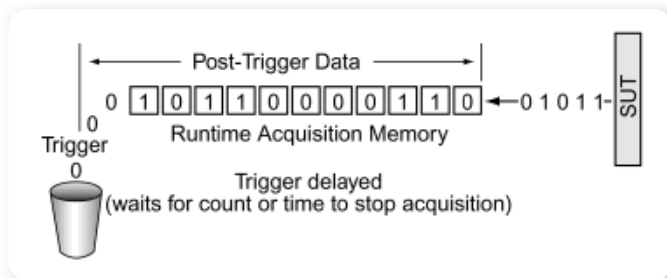 Post-Trigger Data
0 1 0 1 1 0 0 0 0 1 1 0 0 1 0 1 1 SUT
0
Runtime Acquisition Memory
Trigger
0
Trigger delayed
(waits for count or time to stop acquisition)